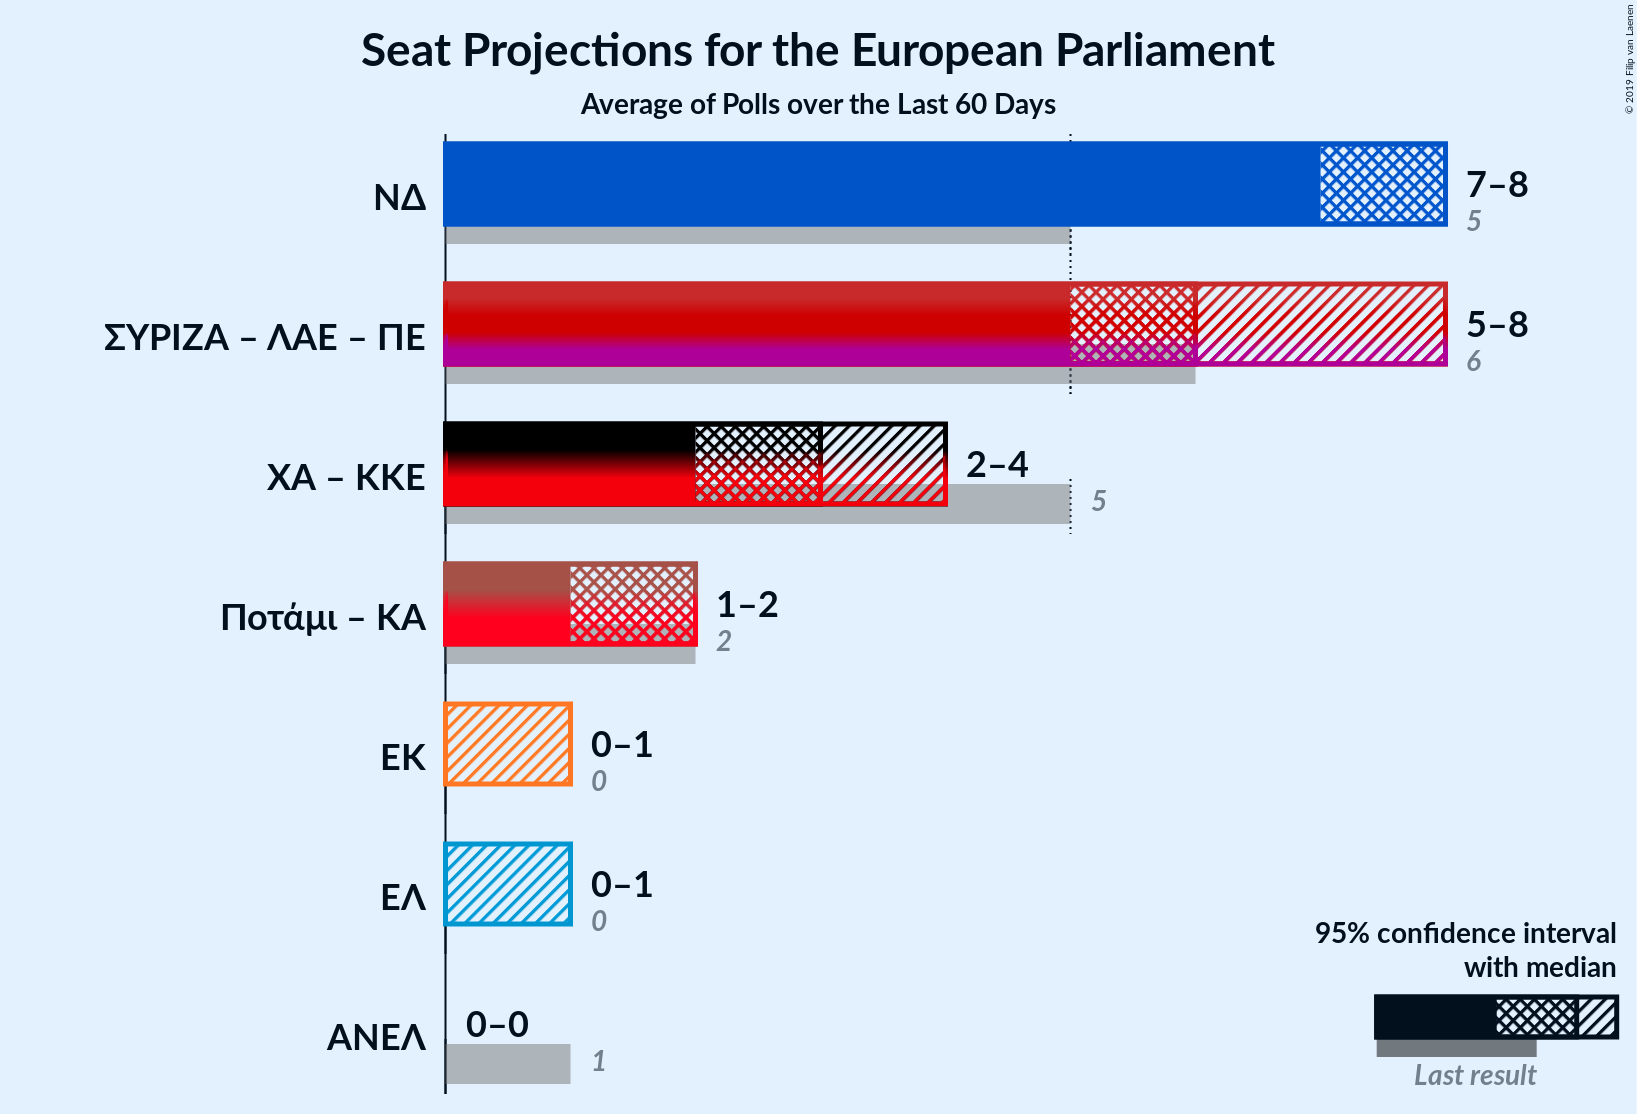 Seat Projections for the European Parliament
Average of Polls over the Last 60 Days
© 2019 Filip van Laenen
ΝΔ
7–8
5
ΣΥΡΙΖΑ – ΛΑΕ – ΠΕ
5–8
6
ΧΑ – ΚΚΕ
2–4
5
Ποτάμι – ΚΑ
1–2
2
ΕΚ
0–1
0
ΕΛ
0–1
0
ΑΝΕΛ
0–0
1
95% confidence interval
with median
Last result